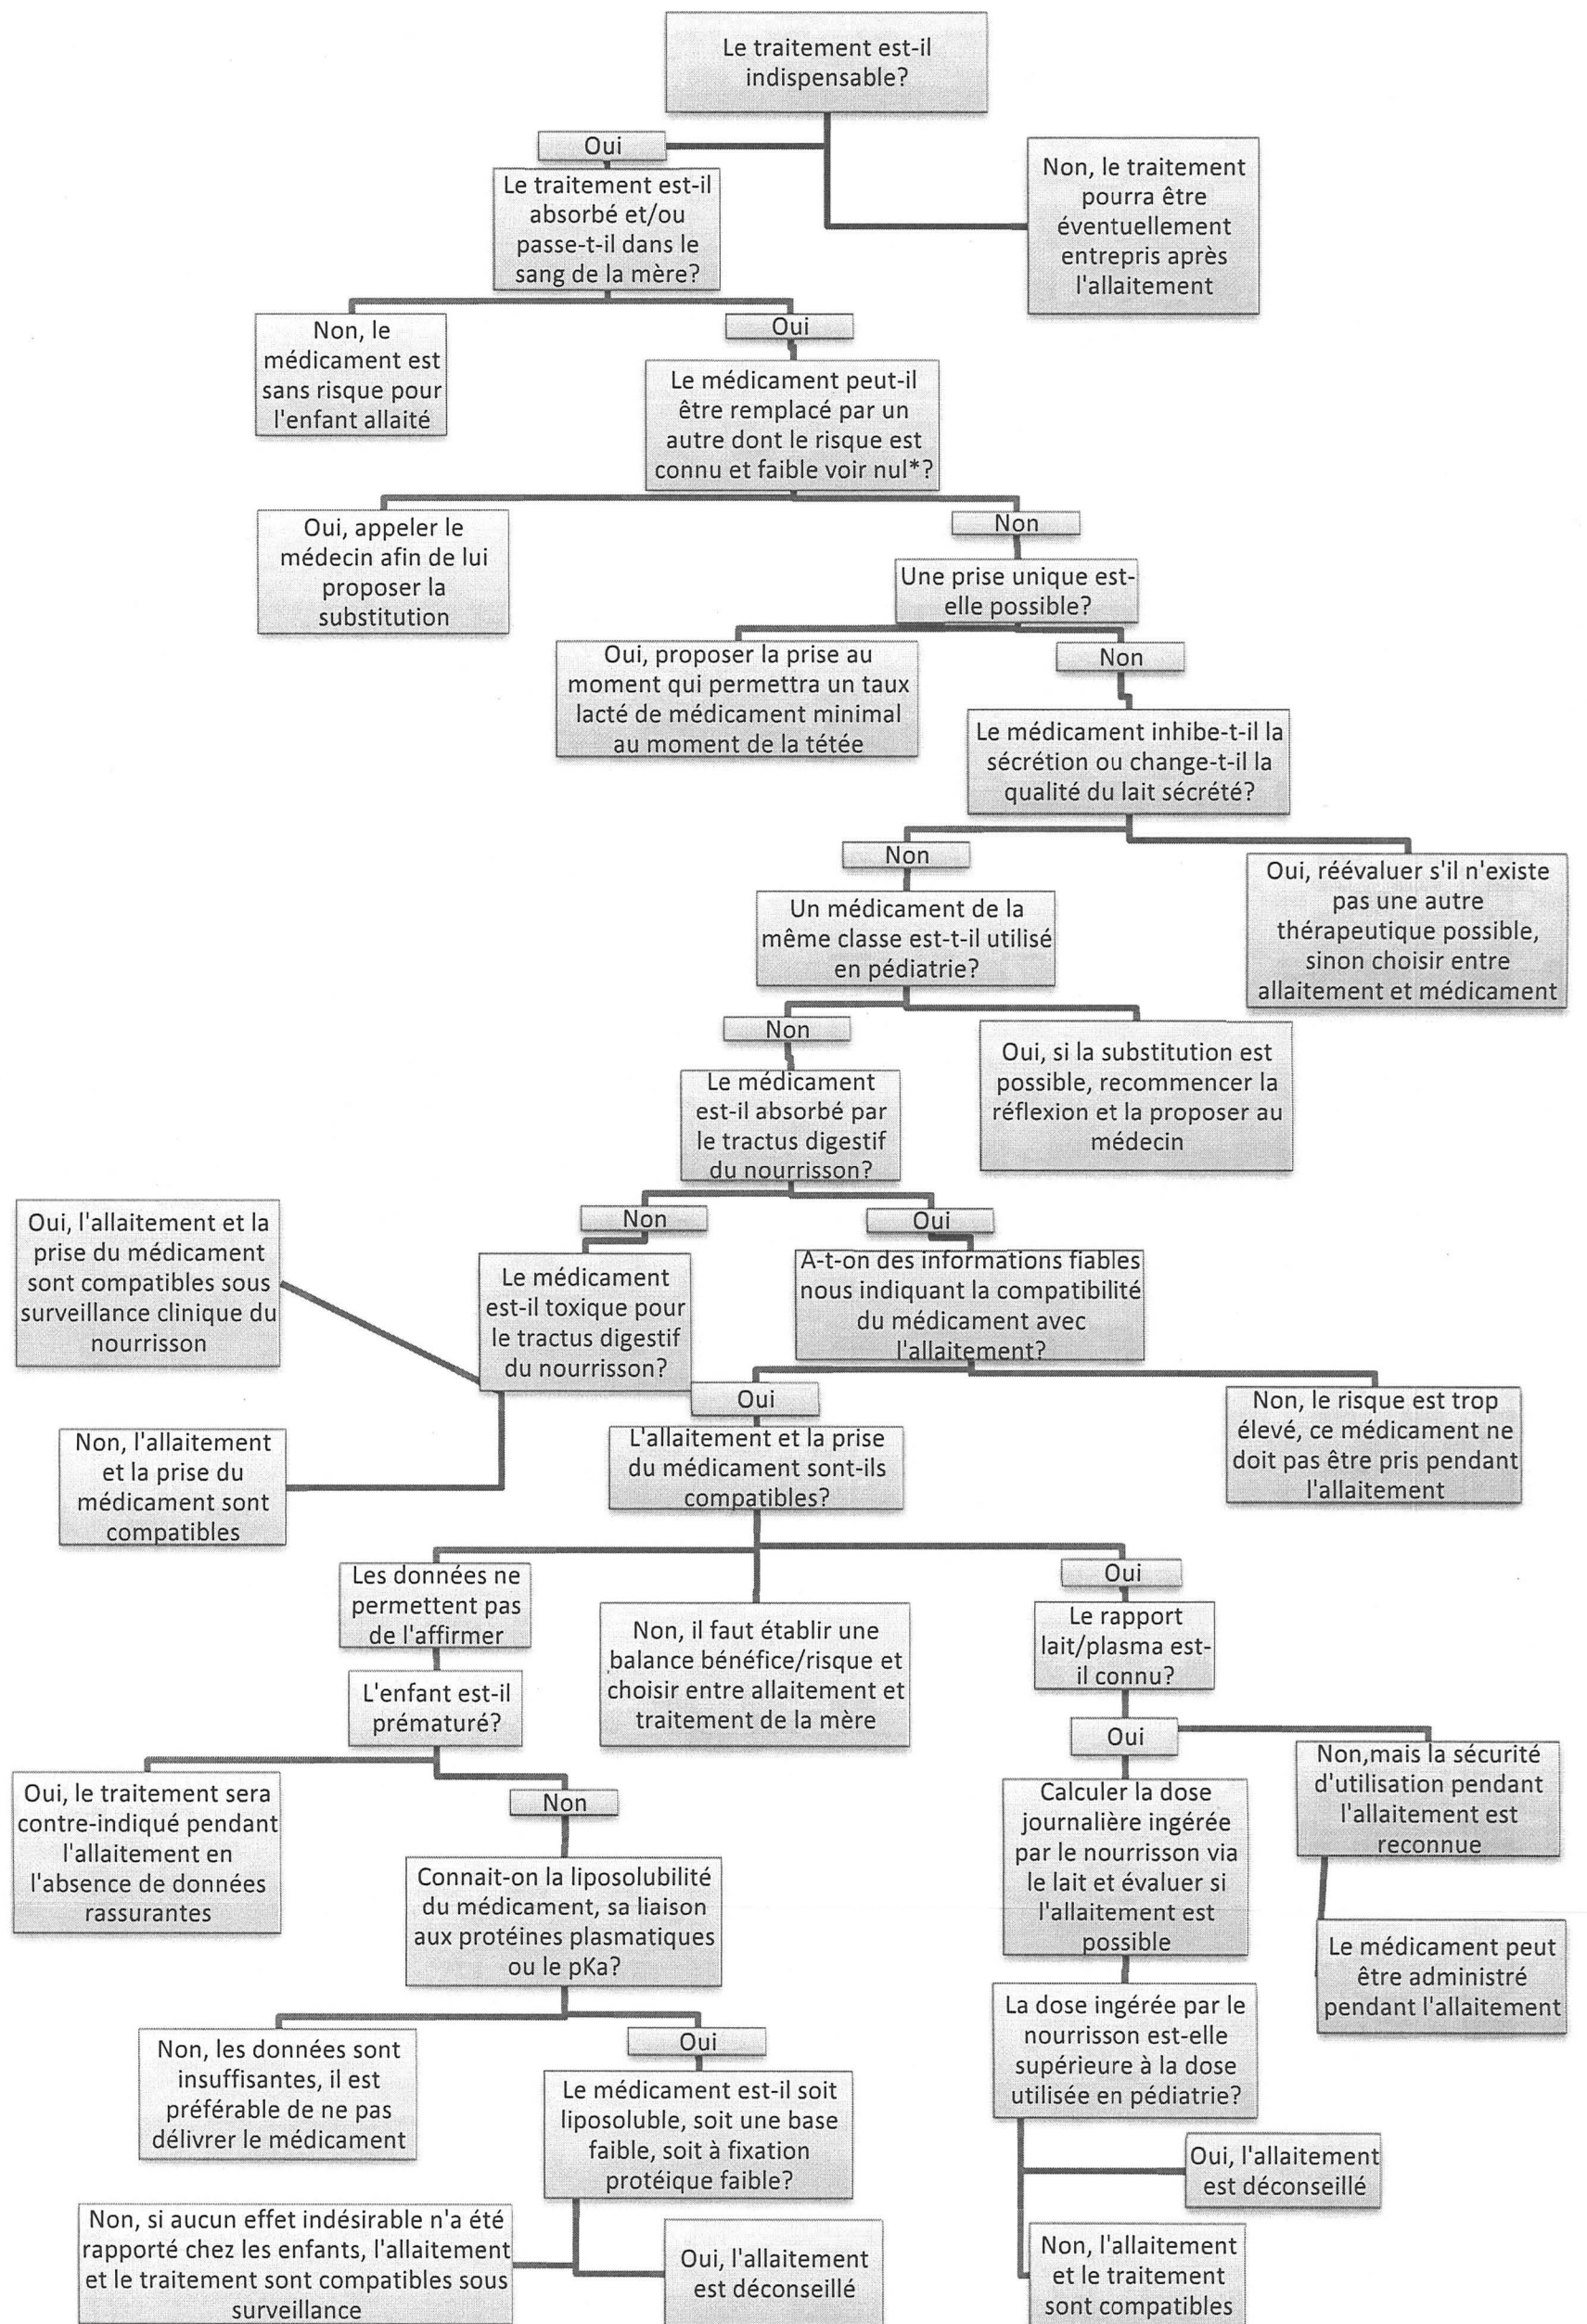 Le traitement est-il
indispensable?
Oui
Non, le traitement
pourra être
éventuellement
entrepris après
l'allaitement
Le traitement est-il
absorbé et/ou
passe-t-il dans le
sang de la mère?
Non, le
médicament est
sans risque pour
l'enfant allaité
Oui
Le médicament peut-il
être remplacé par un
autre dont le risque est
connu et faible voir nul*?
Oui, appeler le
médecin afin de lui
proposer la
substitution
Non
Une prise unique est-
elle possible?
Oui, proposer la prise au
moment qui permettra un taux
lacté de médicament minimal
au moment de la tétée
Non
Le médicament inhibe-t-il la
sécrétion ou change-t-il la
qualité du lait sécrété?
Non
Oui, réévaluer s'il n'existe
pas une autre
thérapeutique possible,
sinon choisir entre
allaitement et médicament
Un médicament de la
même classe est-t-il utilisé
en pédiatrie?
Non
Oui, si la substitution est
possible, recommencer la
réflexion et la proposer au
médecin
Le médicament
est-il absorbé par
le tractus digestif
du nourrisson?
Non
Oui
Oui, l'allaitement et la
prise du médicament
sont compatibles sous
surveillance clinique du
nourrisson
Le médicament
est-il toxique pour
le tractus digestif
du nourrisson?
A-t-on des informations fiables
nous indiquant la compatibilité
du médicament avec
l'allaitement?
Non, l'allaitement
et la prise du
médicament sont
compatibles
Oui
Non, le risque est trop
élevé, ce médicament ne
doit pas être pris pendant
l'allaitement
L'allaitement et la prise
du médicament sont-ils
compatibles?
Les données ne
permettent pas
de l'affirmer
Non, il faut établir une
balance bénéfice/risque et
choisir entre allaitement et
traitement de la mère
Oui
Le rapport
lait/plasma est-
il connu?
L'enfant est-il
prématuré?
Oui
Non,mais la sécurité
d'utilisation pendant
l'allaitement est
reconnue
Oui, le traitement sera
contre-indiqué pendant
l'allaitement en
l'absence de données
rassurantes
Non
Calculer la dose
journalière ingérée
par le nourrisson via
le lait et évaluer si
l'allaitement est
possible
Connait-on la liposolubilité
du médicament, sa liaison
aux protéines plasmatiques
ou le pKa?
Le médicament peut
être administré
pendant l'allaitement
La dose ingérée par le
nourrisson est-elle
supérieure à la dose
utilisée en pédiatrie?
Non, les données sont
insuffisantes, il est
préférable de ne pas
délivrer le médicament
Oui
Le médicament est-il soit
liposoluble, soit une base
faible, soit à fixation
protéique faible?
Oui, l'allaitement
est déconseillé
Non, si aucun effet indésirable n'a été
rapporté chez les enfants, l'allaitement
et le traitement sont compatibles sous
surveillance
Oui, l'allaitement
est déconseillé
Non, l'allaitement
et le traitement
sont compatibles